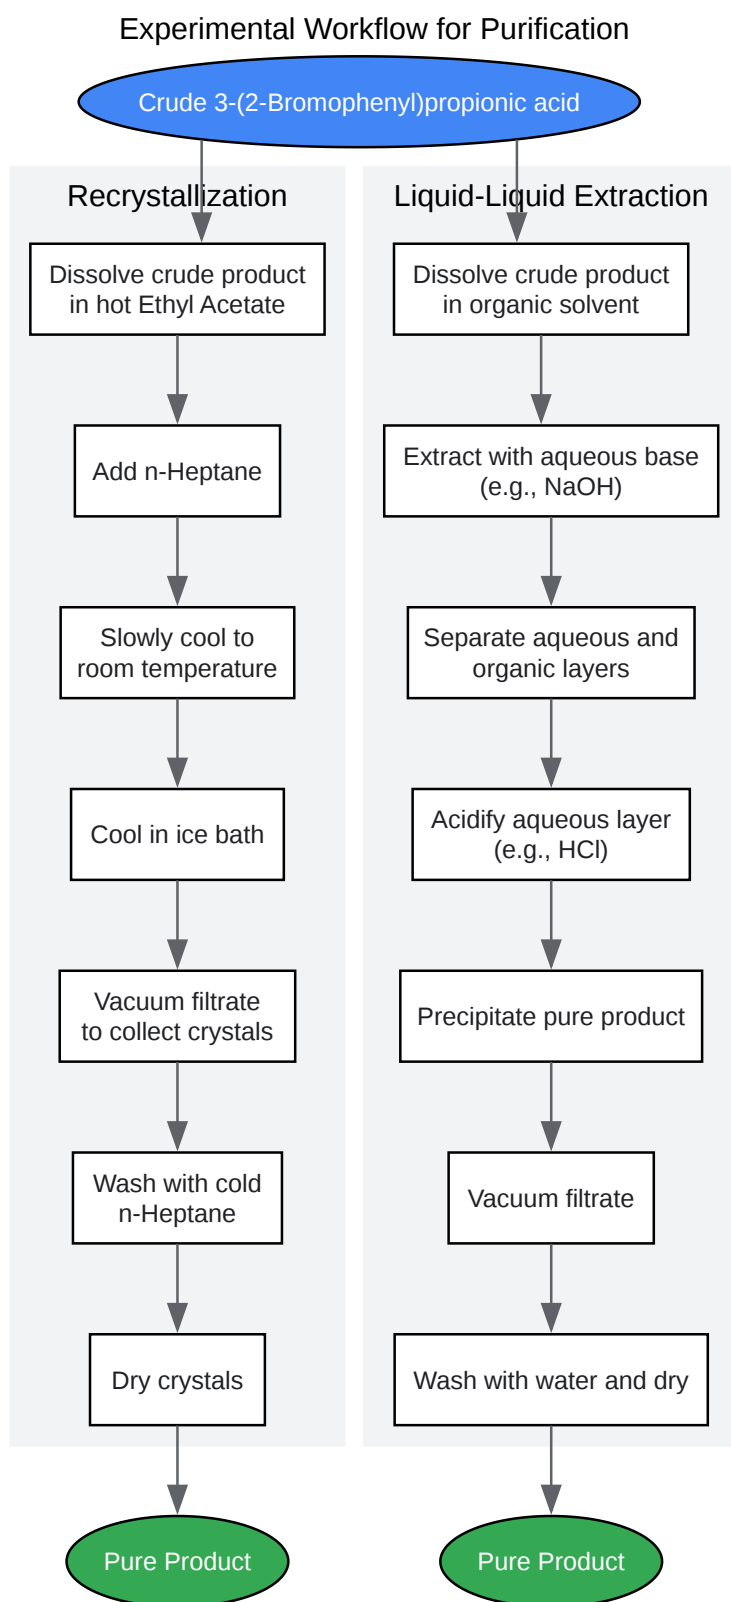 Experimental Workflow for Purification
Crude 3-(2-Bromophenyl)propionic acid
Recrystallization
Dissolve crude product
in hot Ethyl Acetate
Add n-Heptane
Slowly cool to
room temperature
Cool in ice bath
Vacuum filtrate
to collect crystals
Wash with cold
n-Heptane
Dry crystals
Pure Product
Liquid-Liquid Extraction
Dissolve crude product
in organic solvent
Extract with aqueous base
(e.g., NaOH)
Separate aqueous and
organic layers
Acidify aqueous layer
(e.g., HCl)
Precipitate pure product
Vacuum filtrate
Wash with water and dry
Pure Product